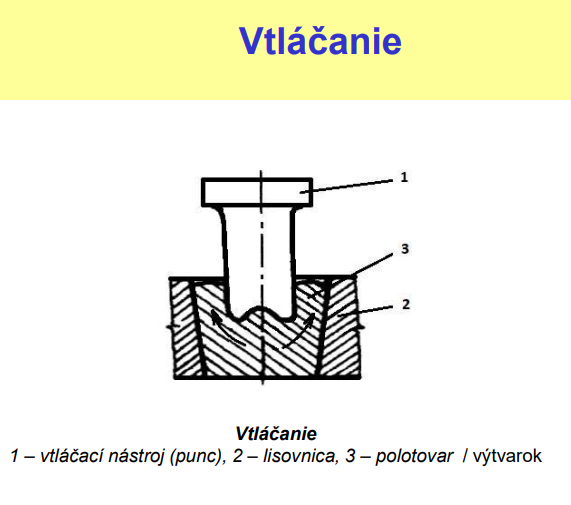 Vtláčanie
1
3
2
Vtláčanie
1 – vtláčací nástroj (punc), 2 – lisovnica, 3 – polotovar / výtvarok